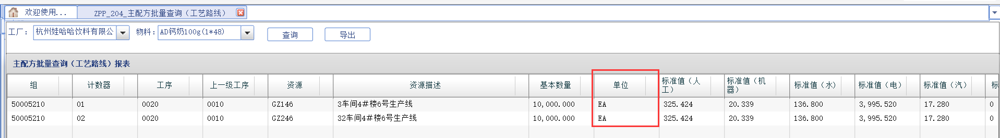 欢迎使用... ZPP_204_主配方批量查询（工艺路线）
工厂： 杭州娃哈哈饮料有限公 物料： AD钙奶100g(1*48) 查询 导出
主配方批量查询（工艺路线）报表
组 计数器 工序 上一级工序 资源 资源描述 基本数量 单位 标准值（人工） 标准值（机器） 标准值（水） 标准值（电） 标准值（汽） 标
50005210 01 0020 0010 GZ146 3车间4#楼6号生产线 10,000.000 EA 325.424 20.339 136.800 3,995.520 17.280 0
50005210 02 0020 0010 GZ246 32车间4#楼6号生产线 10,000.000 EA 325.424 20.339 136.800 3,995.520 17.280 0